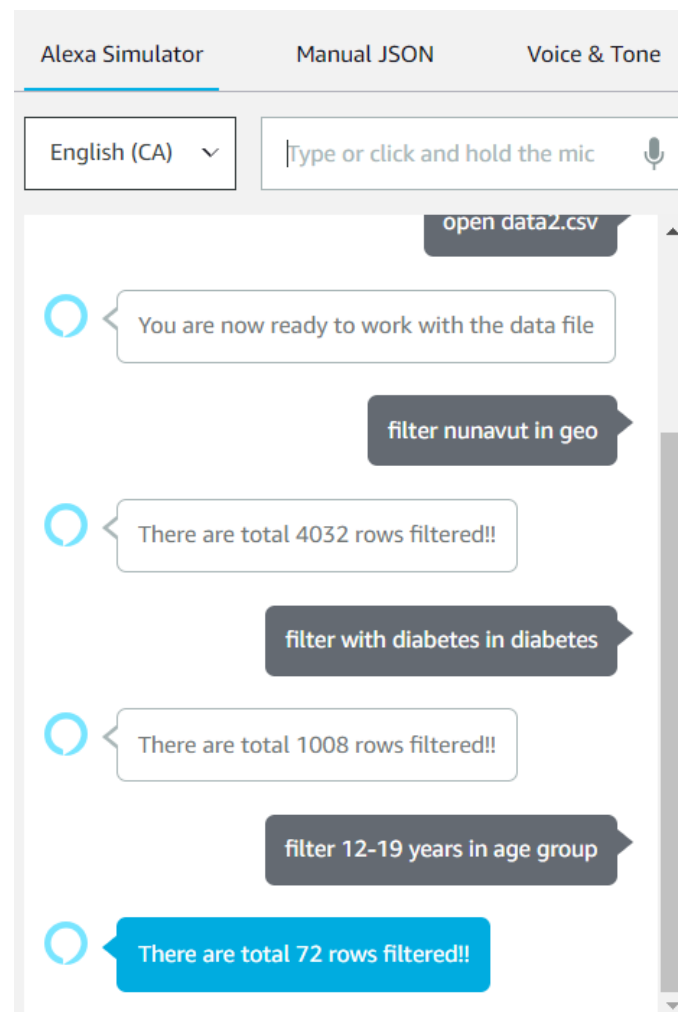 Alexa Simulator Manual JSON Voice & Tone
English (CA) Type or click and hold the mic
open data2.csv
You are now ready to work with the data file
filter nunavut in geo
There are total 4032 rows filtered!!
filter with diabetes in diabetes
There are total 1008 rows filtered!!
filter 12-19 years in age group
There are total 72 rows filtered!!